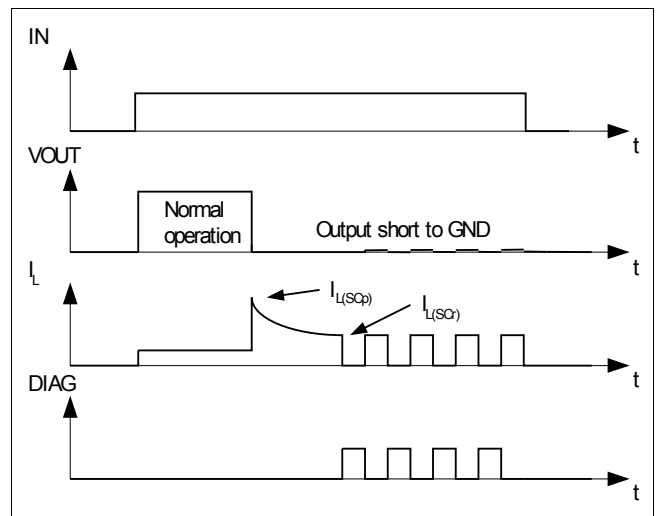 IN
t
VOUT
Normal
operation
Output short to GND
t
IL
IL(SCp)
IL(SCr)
t
DIAG
t